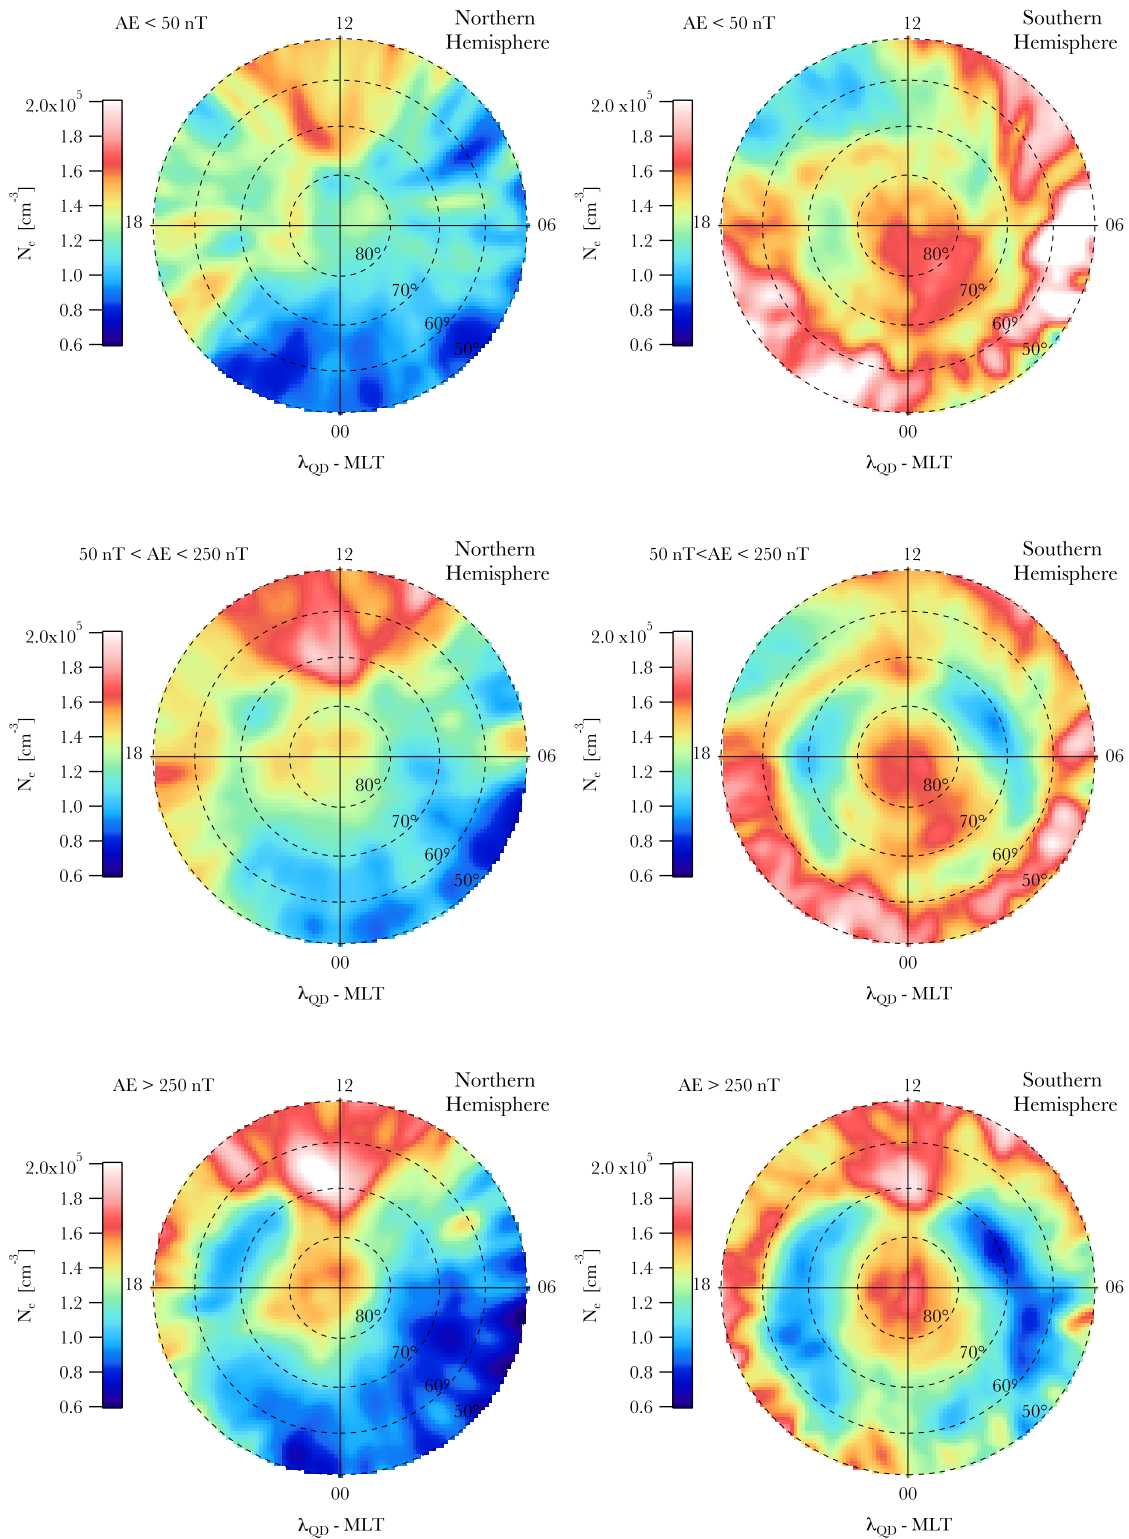 AE < 50 nT
12
Northern
Hemisphere
2.0x10^5
1.8
1.6
1.4
1.2
1.0
0.8
0.6
N_e [cm^-3]
18
06
80°
70°
60°
50°
00
λ_QD - MLT
AE < 50 nT
12
Southern
Hemisphere
2.0x10^5
1.8
1.6
1.4
1.2
1.0
0.8
0.6
N_e [cm^-3]
18
06
80°
70°
60°
50°
00
λ_QD - MLT
50 nT < AE < 250 nT
12
Northern
Hemisphere
2.0x10^5
1.8
1.6
1.4
1.2
1.0
0.8
0.6
N_e [cm^-3]
18
06
80°
70°
60°
50°
00
λ_QD - MLT
50 nT<AE < 250 nT
12
Southern
Hemisphere
2.0 x10^5
1.8
1.6
1.4
1.2
1.0
0.8
0.6
N_e [cm^-3]
18
06
80°
70°
60°
50°
00
λ_QD - MLT
AE > 250 nT
12
Northern
Hemisphere
2.0x10^5
1.8
1.6
1.4
1.2
1.0
0.8
0.6
N_e [cm^-3]
18
06
80°
70°
60°
50°
00
λ_QD - MLT
AE > 250 nT
12
Southern
Hemisphere
2.0 x10^5
1.8
1.6
1.4
1.2
1.0
0.8
0.6
N_e [cm^-3]
18
06
80°
70°
60°
50°
00
λ_QD - MLT